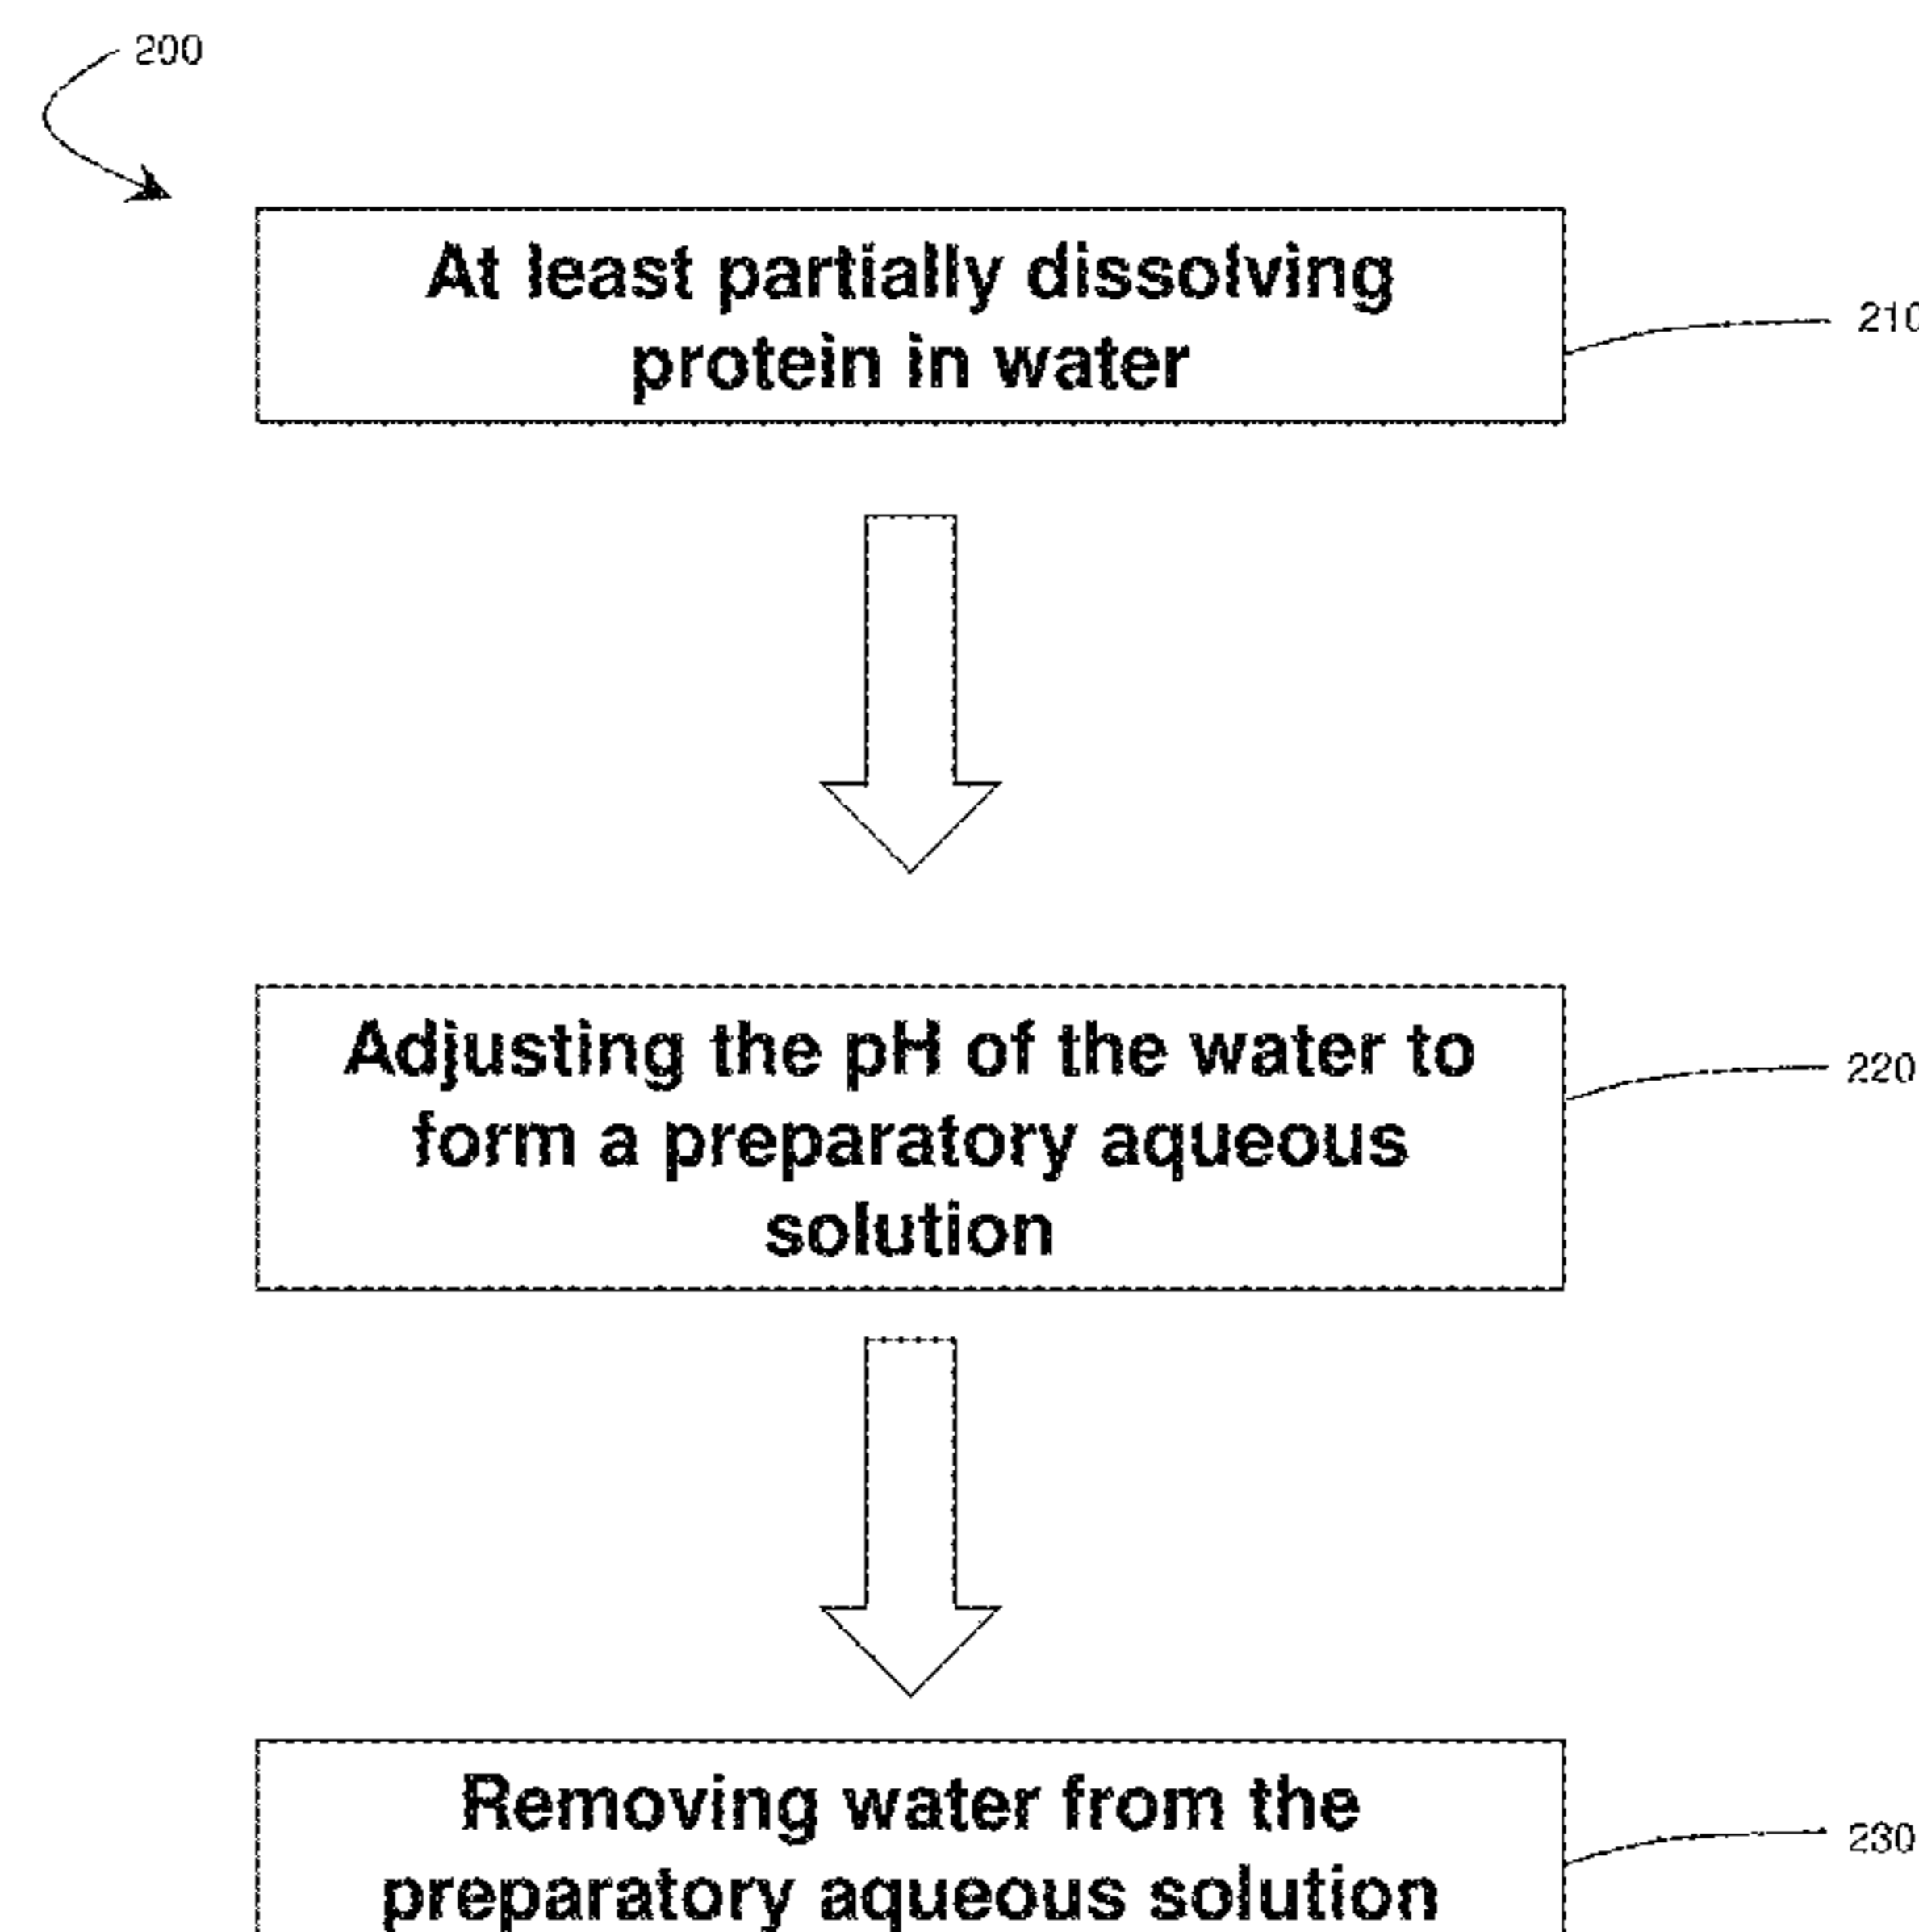 200
At least partially dissolving
protein in water
210
Adjusting the pH of the water to
form a preparatory aqueous
solution
220
Removing water from the
preparatory aqueous solution
230